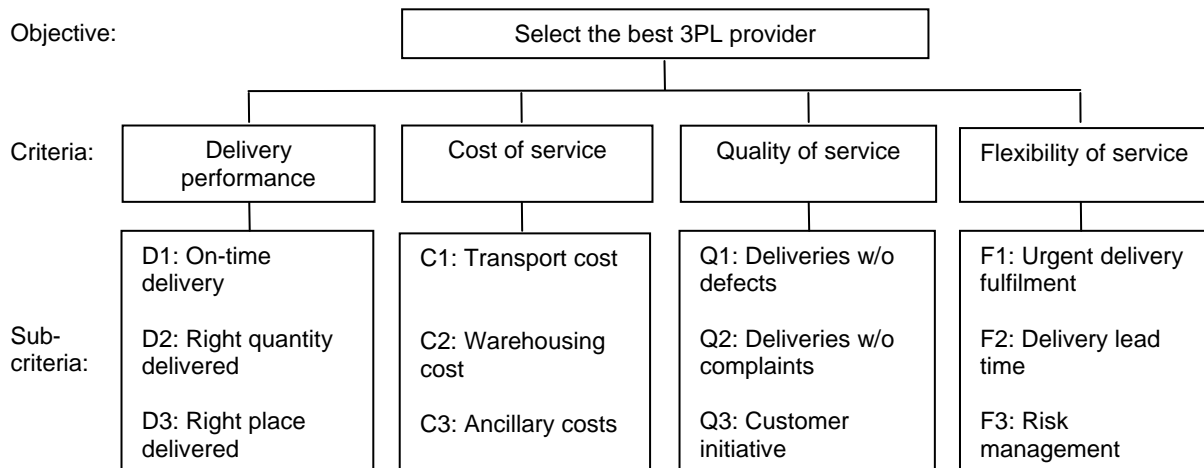 Objective:
Select the best 3PL provider
Criteria:
Delivery
performance
Cost of service
Quality of service
Flexibility of service
Sub-
criteria:
D1: On-time
delivery
D2: Right quantity
delivered
D3: Right place
delivered
C1: Transport cost
C2: Warehousing
cost
C3: Ancillary costs
Q1: Deliveries w/o
defects
Q2: Deliveries w/o
complaints
Q3: Customer
initiative
F1: Urgent delivery
fulfilment
F2: Delivery lead
time
F3: Risk
management